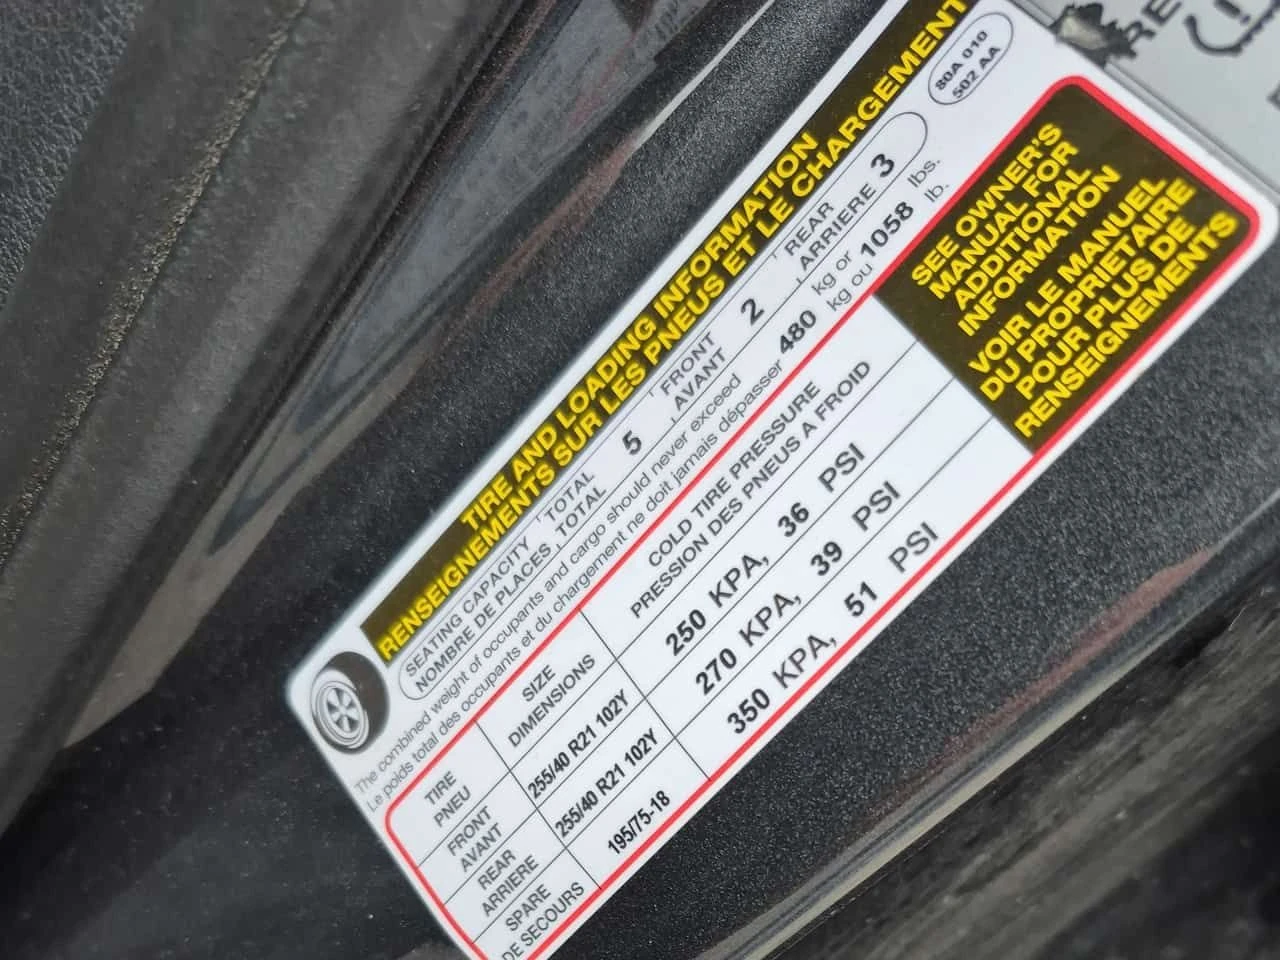 TIRE AND LOADING INFORMATION
RENSEIGNEMENTS SUR LES PNEUS ET LE CHARGEMENT
80A 010
502 AA
SEATING CAPACITY TOTAL 5 FRONT 2 REAR 3
NOMBRE DE PLACES TOTAL AVANT ARRIERE
The combined weight of occupants and cargo should never exceed 480 kg or 1058 lbs.
Le poids total des occupants et du chargement ne doit jamais dépasser kg ou lb.
TIRE SIZE COLD TIRE PRESSURE
PNEU DIMENSIONS PRESSION DES PNEUS A FROID
FRONT 255/40 R21 102Y 250 KPA, 36 PSI
AVANT
REAR 255/40 R21 102Y 270 KPA, 39 PSI
ARRIERE
SPARE 195/75-18 350 KPA, 51 PSI
DE SECOURS
SEE OWNER'S
MANUAL FOR
ADDITIONAL
INFORMATION
VOIR LE MANUEL
DU PROPRIETAIRE
POUR PLUS DE
RENSEIGNEMENTS